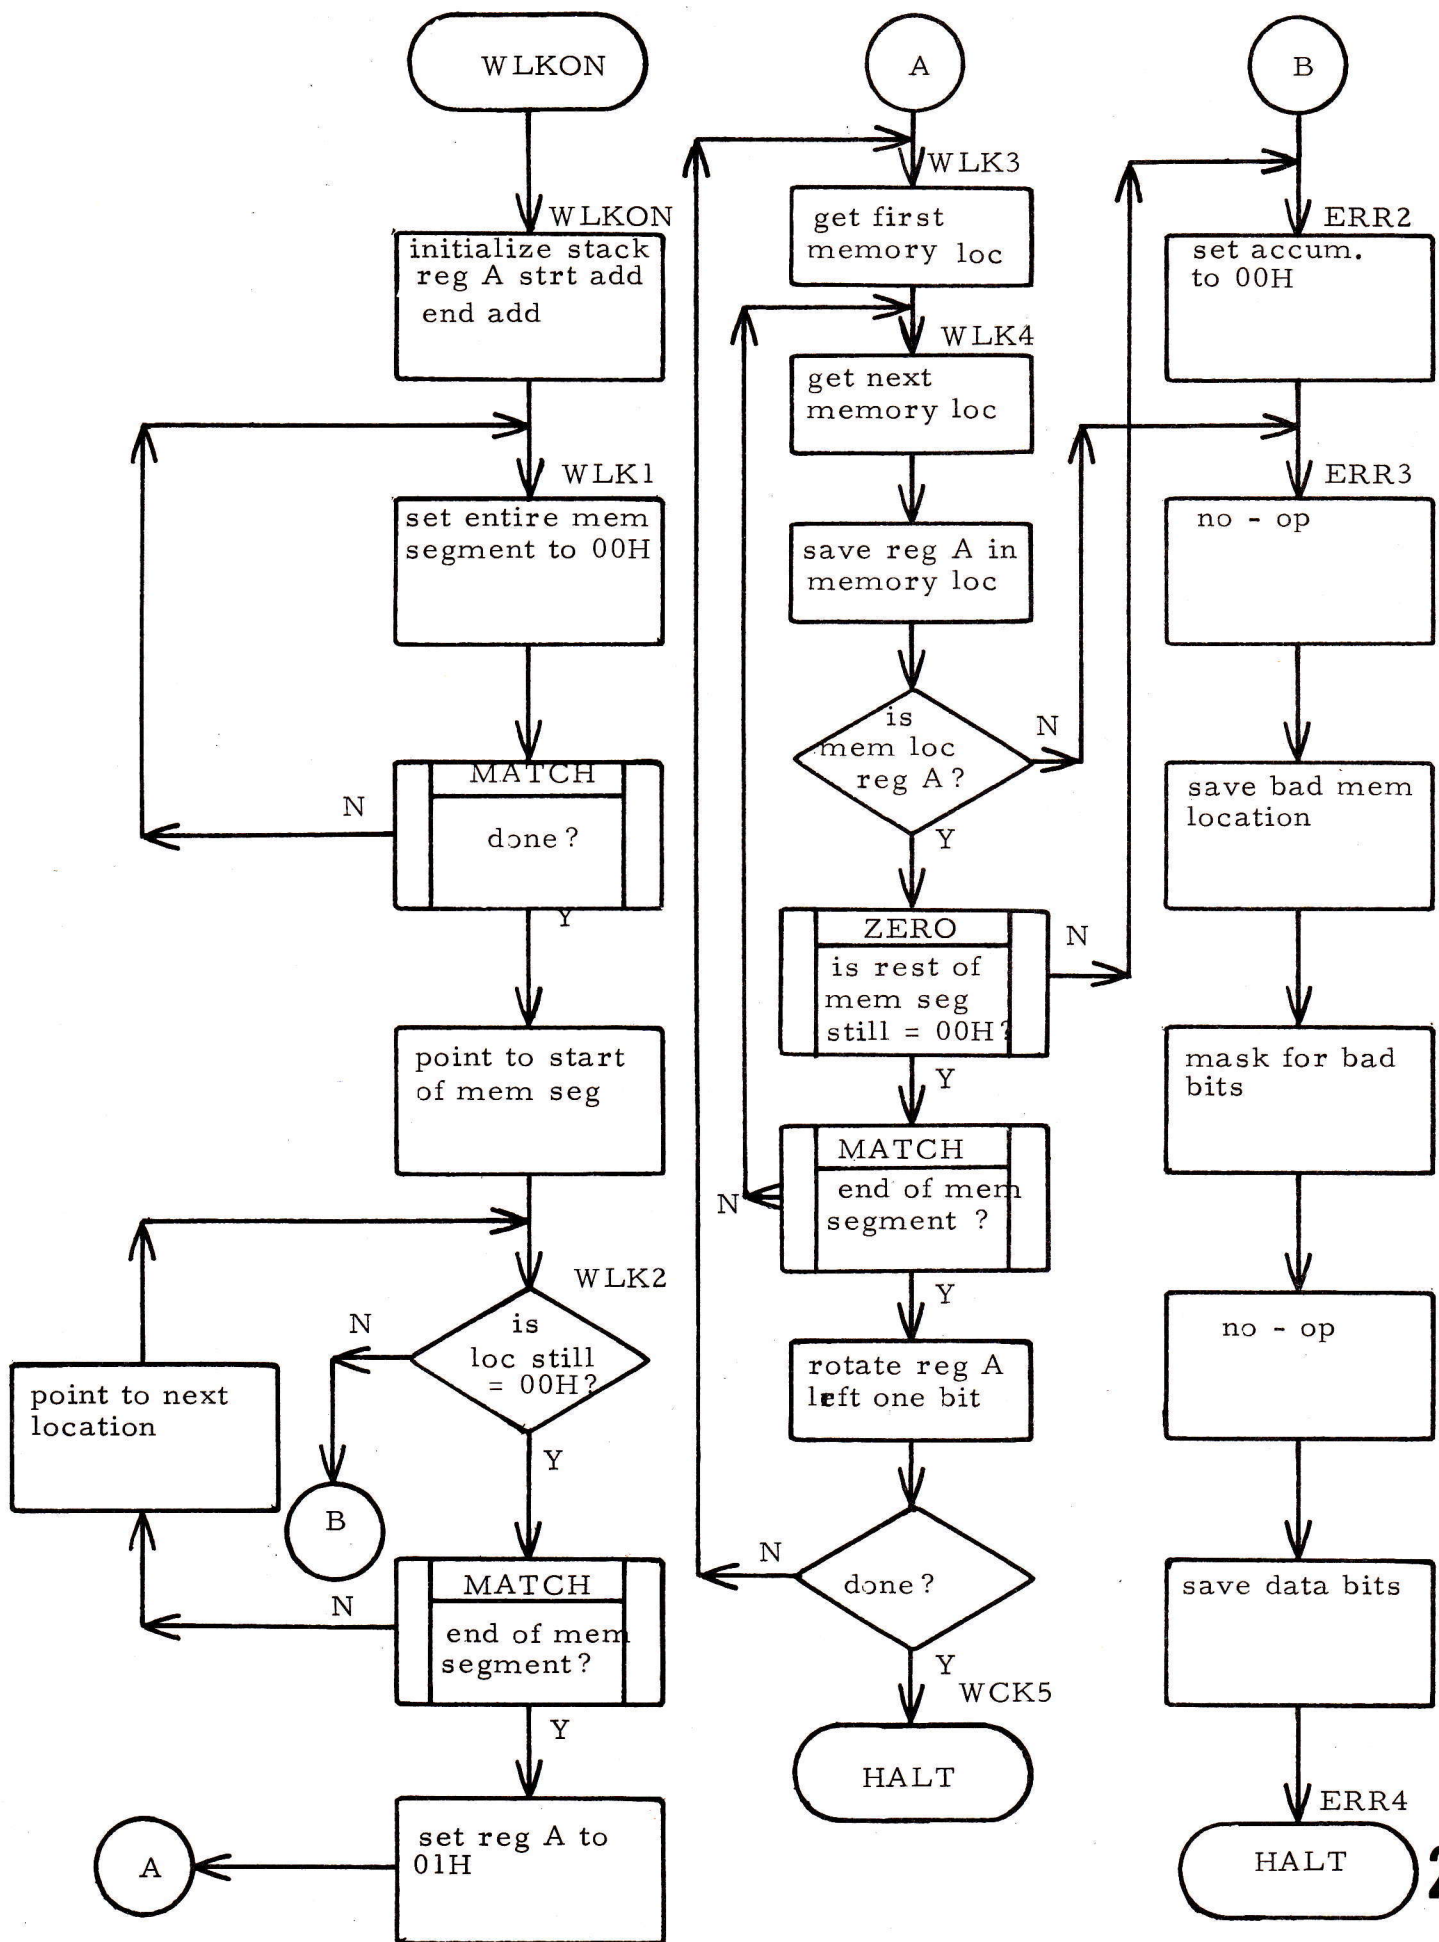 WLKON
WLKON
initialize stack
reg A strt add
end add
WLK1
set entire mem
segment to 00H
MATCH
done?
N
Y
point to start
of mem seg
WLK2
is
loc still
= 00H?
N
Y
point to next
location
B
MATCH
end of mem
segment?
N
Y
set reg A to
01H
A
A
WLK3
get first
memory loc
WLK4
get next
memory loc
save reg A in
memory loc
is
mem loc
reg A?
N
Y
ZERO
is rest of
mem seg
still = 00H?
N
Y
MATCH
end of mem
segment ?
N
Y
rotate reg A
left one bit
done?
N
Y
WCK5
HALT
B
ERR2
set accum.
to 00H
ERR3
no - op
save bad mem
location
mask for bad
bits
no - op
save data bits
ERR4
HALT